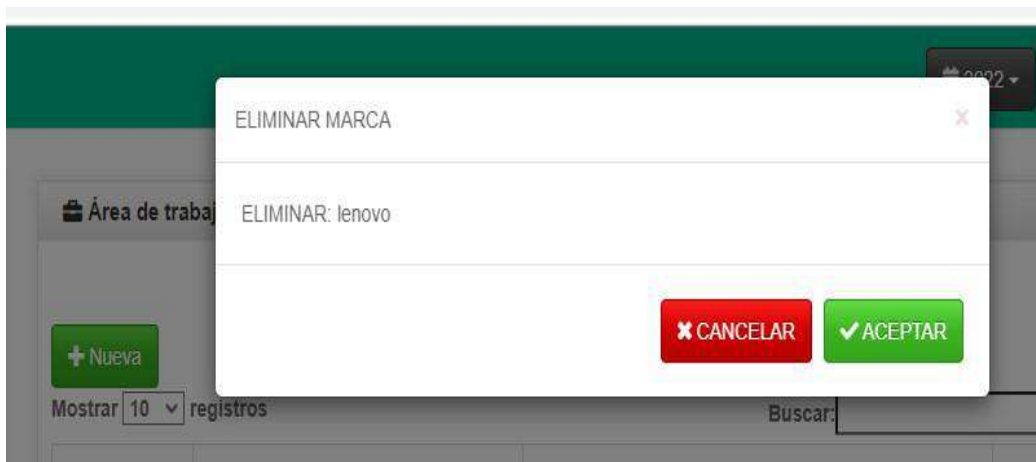 2022
ELIMINAR MARCA
x
Área de trabaj
ELIMINAR: lenovo
CANCELAR ACEPTAR
Nueva
Mostrar 10 registros
Buscar: